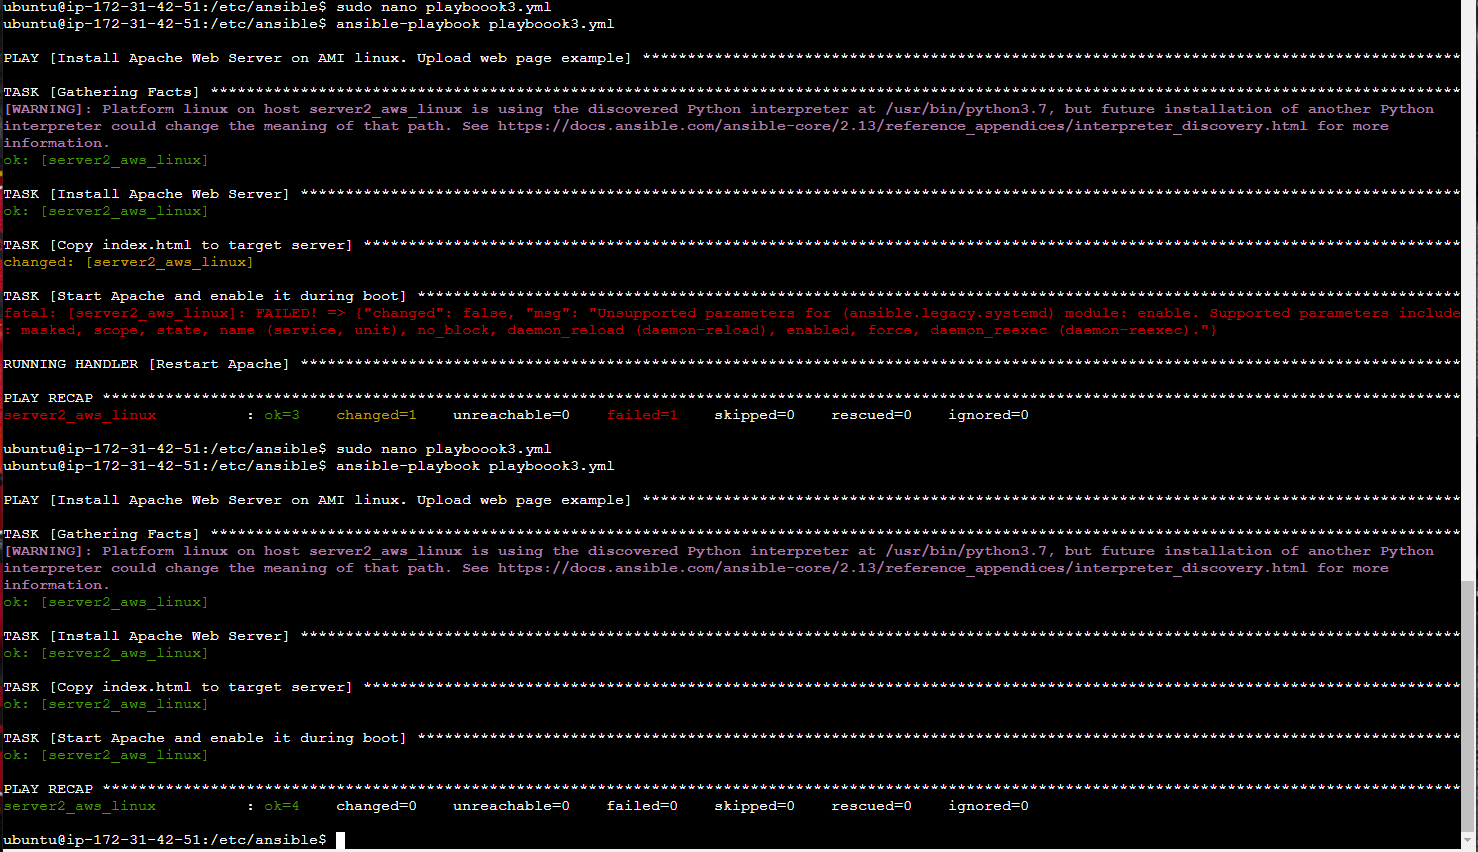 ubuntu@ip-172-31-42-51:/etc/ansible$ sudo nano playboook3.yml
ubuntu@ip-172-31-42-51:/etc/ansible$ ansible-playbook playboook3.yml
PLAY [Install Apache Web Server on AMI linux. Upload web page example] *******************************************************************************************
TASK [Gathering Facts] *******************************************************************************************************************************************
[WARNING]: Platform linux on host server2_aws_linux is using the discovered Python interpreter at /usr/bin/python3.7, but future installation of another Python
interpreter could change the meaning of that path. See https://docs.ansible.com/ansible-core/2.13/reference_appendices/interpreter_discovery.html for more
information.
ok: [server2_aws_linux]
TASK [Install Apache Web Server] *********************************************************************************************************************************
ok: [server2_aws_linux]
TASK [Copy index.html to target server] **************************************************************************************************************************
changed: [server2_aws_linux]
TASK [Start Apache and enable it during boot] ********************************************************************************************************************
fatal: [server2_aws_linux]: FAILED! => {"changed": false, "msg": "Unsupported parameters for (ansible.legacy.systemd) module: enable. Supported parameters include
: masked, scope, state, name (service, unit), no_block, daemon_reload (daemon-reload), enabled, force, daemon_reexec (daemon-reexec)."}
RUNNING HANDLER [Restart Apache] *********************************************************************************************************************************
PLAY RECAP *******************************************************************************************************************************************************
server2_aws_linux : ok=3 changed=1 unreachable=0 failed=1 skipped=0 rescued=0 ignored=0
ubuntu@ip-172-31-42-51:/etc/ansible$ sudo nano playboook3.yml
ubuntu@ip-172-31-42-51:/etc/ansible$ ansible-playbook playboook3.yml
PLAY [Install Apache Web Server on AMI linux. Upload web page example] *******************************************************************************************
TASK [Gathering Facts] *******************************************************************************************************************************************
[WARNING]: Platform linux on host server2_aws_linux is using the discovered Python interpreter at /usr/bin/python3.7, but future installation of another Python
interpreter could change the meaning of that path. See https://docs.ansible.com/ansible-core/2.13/reference_appendices/interpreter_discovery.html for more
information.
ok: [server2_aws_linux]
TASK [Install Apache Web Server] *********************************************************************************************************************************
ok: [server2_aws_linux]
TASK [Copy index.html to target server] **************************************************************************************************************************
ok: [server2_aws_linux]
TASK [Start Apache and enable it during boot] ********************************************************************************************************************
ok: [server2_aws_linux]
PLAY RECAP *******************************************************************************************************************************************************
server2_aws_linux : ok=4 changed=0 unreachable=0 failed=0 skipped=0 rescued=0 ignored=0
ubuntu@ip-172-31-42-51:/etc/ansible$